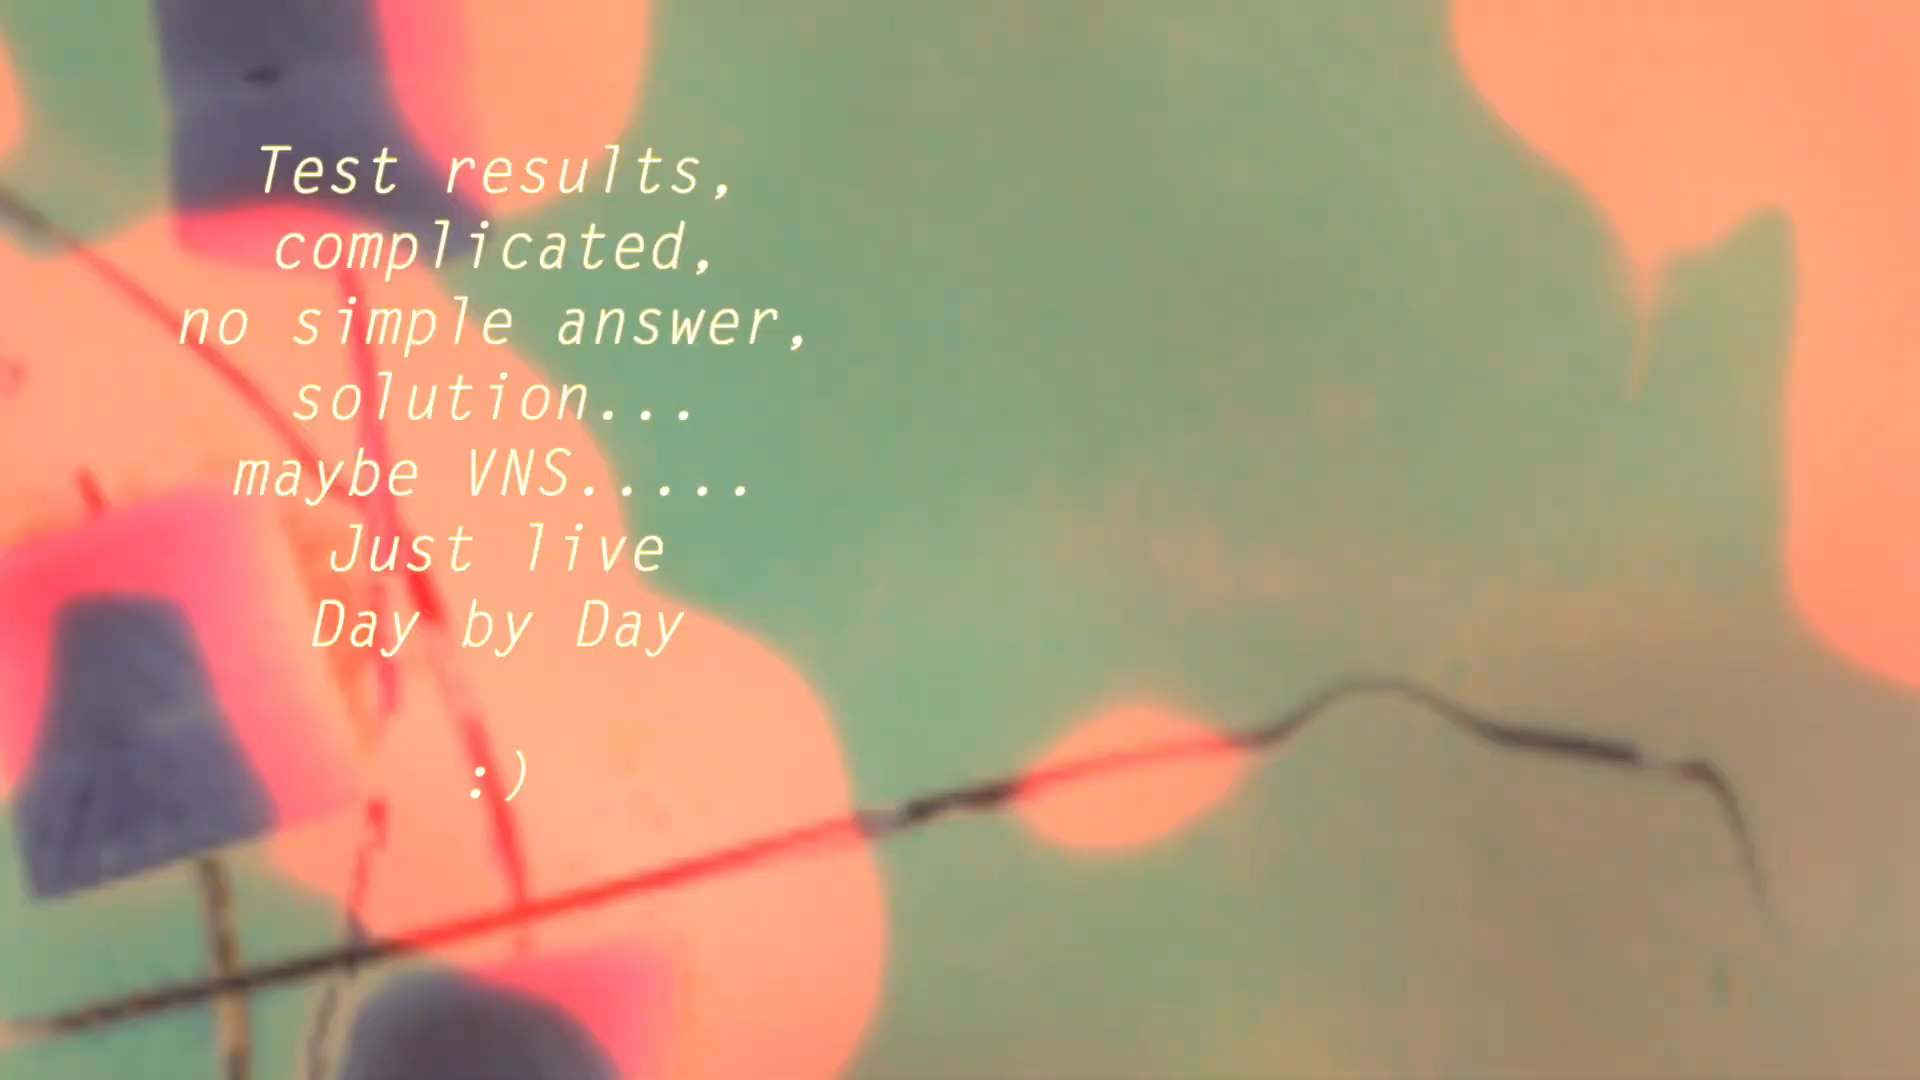 Test results,
complicated,
no simple answer,
solution...
maybe VNS.....
Just live
Day by Day
:)